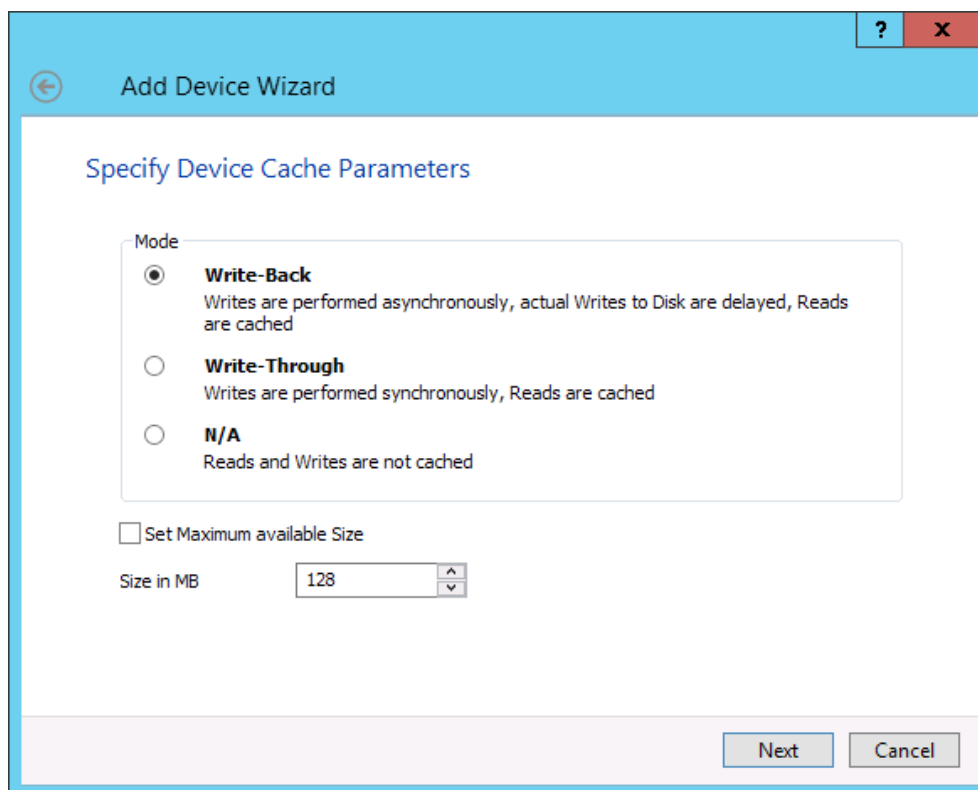 ? x
Add Device Wizard
Specify Device Cache Parameters
Mode
Write-Back
Writes are performed asynchronously, actual Writes to Disk are delayed, Reads
are cached
Write-Through
Writes are performed synchronously, Reads are cached
N/A
Reads and Writes are not cached
Set Maximum available Size
Size in MB 128
Next Cancel